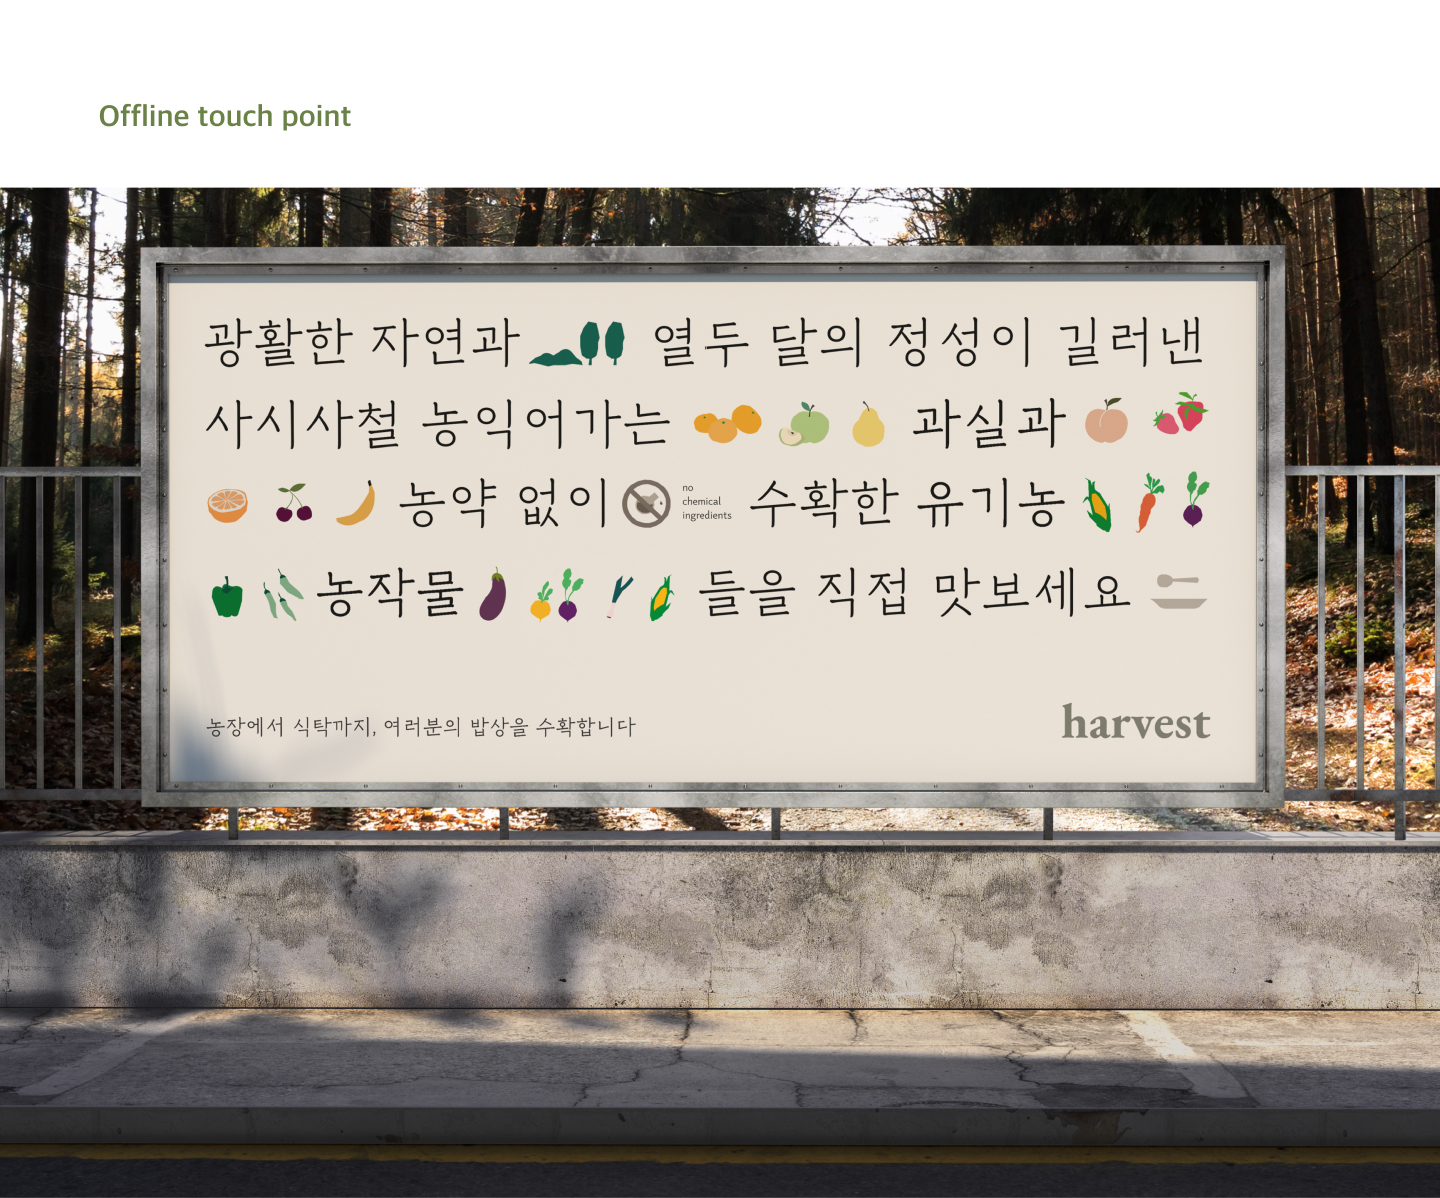 Offline touch point
광활한 자연과 열두 달의 정성이 길러낸
사시사철 농익어가는 과실과
농약 없이 no chemical ingredients 수확한 유기농
농작물 들을 직접 맛보세요
농장에서 식탁까지, 여러분의 밥상을 수확합니다
harvest